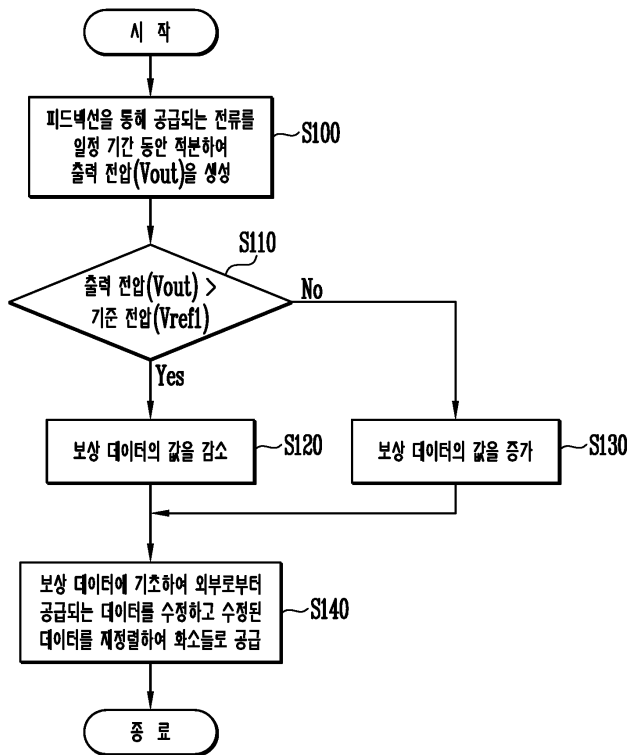 시 작
피드백선을 통해 공급되는 전류를
일정 기간 동안 적분하여
출력 전압(Vout)을 생성
S100
S110
출력 전압(Vout) >
기준 전압(Vref1)
No
Yes
보상 데이터의 값을 감소
S120
보상 데이터의 값을 증가
S130
보상 데이터에 기초하여 외부로부터
공급되는 데이터를 수정하고 수정된
데이터를 재정렬하여 화소들로 공급
S140
종 료